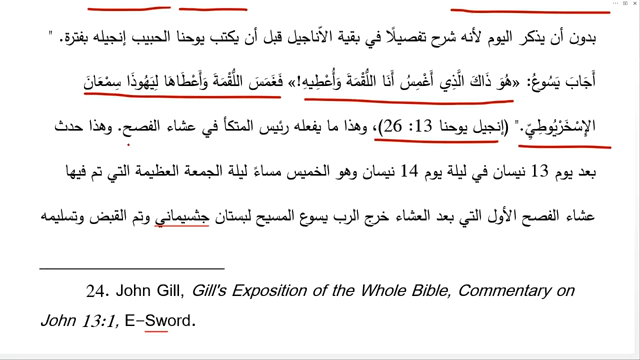 بدون أن يذكر اليوم لأنه شرح تفصيلًا في بقية الأناجيل قبل أن يكتب يوحنا الحبيب إنجيله بفترة. "
أَجَابَ يَسُوعُ: «هُوَ ذَاكَ الَّذِي أَغْمِسُ أَنَا اللُّقْمَةَ وَأُعْطِيهِ!» فَغَمَسَ اللُّقْمَةَ وَأَعْطَاهَا لِيَهُوذَا سِمْعَانَ
الإِسْخَرْيُوطِيِّ." (إنجيل يوحنا 13: 26)، وهذا ما يفعله رئيس المتكأ في عشاء الفصح. وهذا حدث
بعد يوم 13 نيسان في ليلة يوم 14 نيسان وهو الخميس مساءً ليلة الجمعة العظيمة التي تم فيها
عشاء الفصح الأول التي بعد العشاء خرج الرب يسوع المسيح لبستان جثسيماني وتم القبض وتسليمه
24. John Gill, Gill's Exposition of the Whole Bible, Commentary on
John 13:1, E-Sword.